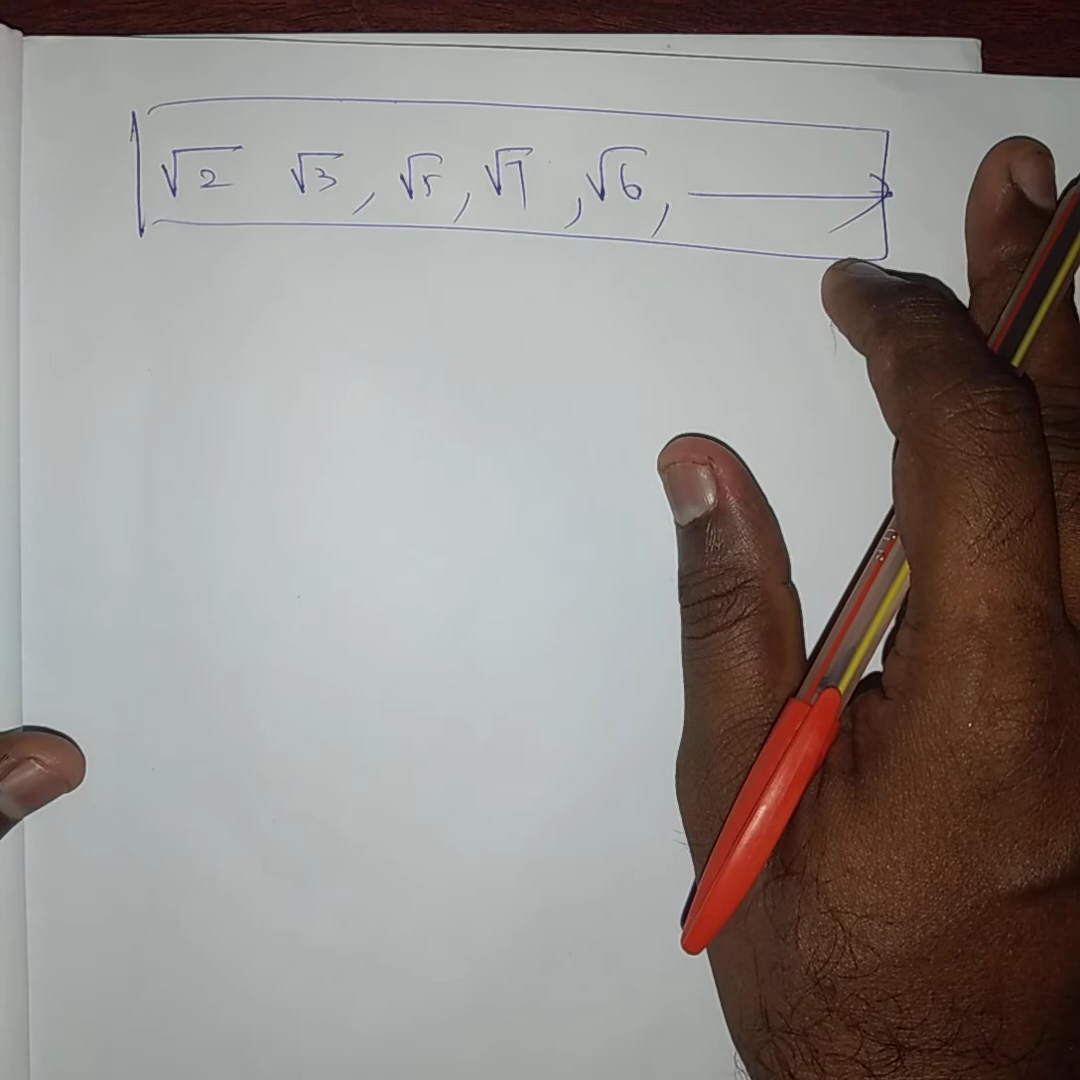 √2 √3, √5, √7, √6, ⟶